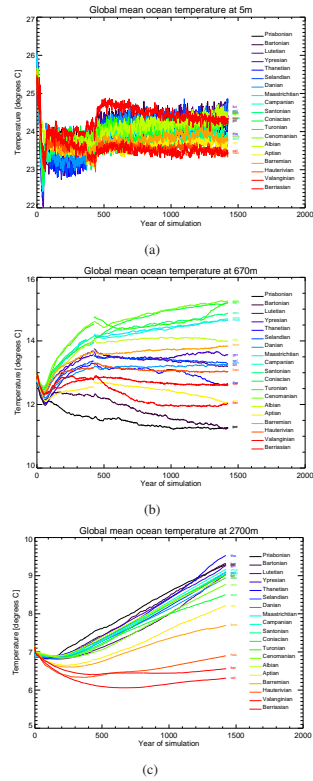 Global mean ocean temperature at 5m
Temperature [degrees C]
27
26
25
24
23
22
0
500
1000
1500
2000
Year of simulation
Priabonian
Bartonian
Lutetian
Ypresian
Thanetian
Selandian
Danian
Maastrichtian
Campanian
Santonian
Coniacian
Turonian
Cenomanian
Albian
Aptian
Barremian
Hauterivian
Valanginian
Berriasian
(a)
Global mean ocean temperature at 670m
Temperature [degrees C]
16
14
12
10
0
500
1000
1500
2000
Year of simulation
Priabonian
Bartonian
Lutetian
Ypresian
Thanetian
Selandian
Danian
Maastrichtian
Campanian
Santonian
Coniacian
Turonian
Cenomanian
Albian
Aptian
Barremian
Hauterivian
Valanginian
Berriasian
(b)
Global mean ocean temperature at 2700m
Temperature [degrees C]
10
9
8
7
6
5
0
500
1000
1500
2000
Year of simulation
Priabonian
Bartonian
Lutetian
Ypresian
Thanetian
Selandian
Danian
Maastrichtian
Campanian
Santonian
Coniacian
Turonian
Cenomanian
Albian
Aptian
Barremian
Hauterivian
Valanginian
Berriasian
(c)